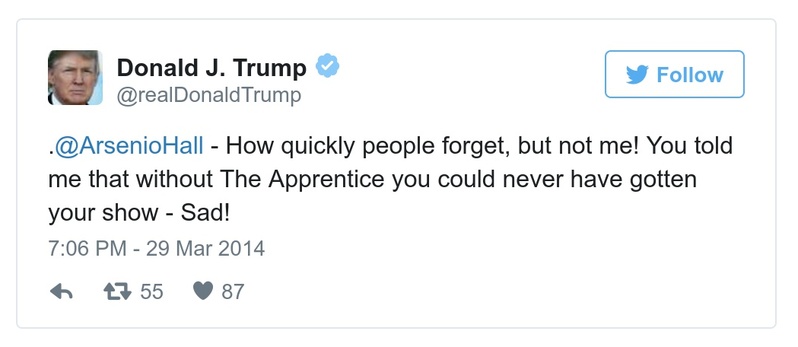 Donald J. Trump
@realDonaldTrump
Follow
.@ArsenioHall - How quickly people forget, but not me! You told
me that without The Apprentice you could never have gotten
your show - Sad!
7:06 PM - 29 Mar 2014
55 87